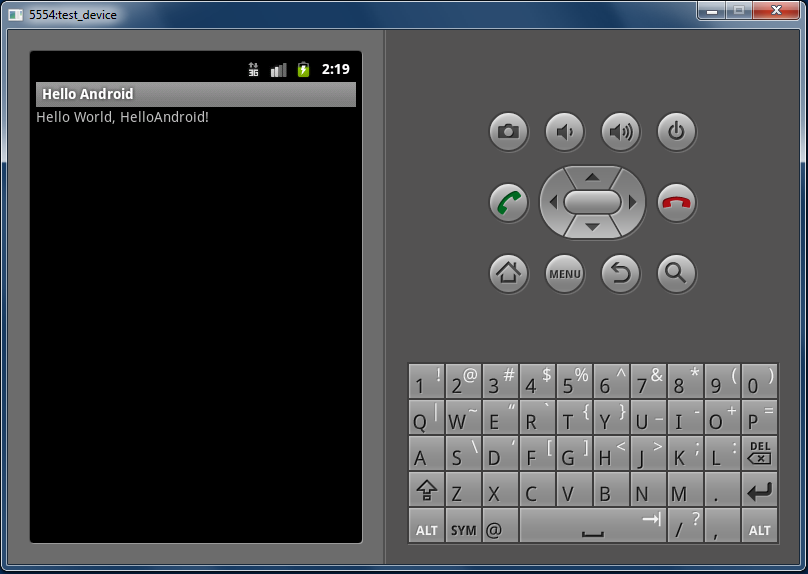 5554:test_device
3G 2:19
Hello Android
Hello World, HelloAndroid!
MENU
1 ! 2 @ 3 # 4 $ 5 % 6 ^ 7 & 8 * 9 ( 0 )
Q | W ~ E “ R ` T { Y } U _ I - O + P =
A S \ D ‘ F [ G ] H < J > K ; L : DEL
Z X C V B N M .
ALT SYM @ / ? , ALT